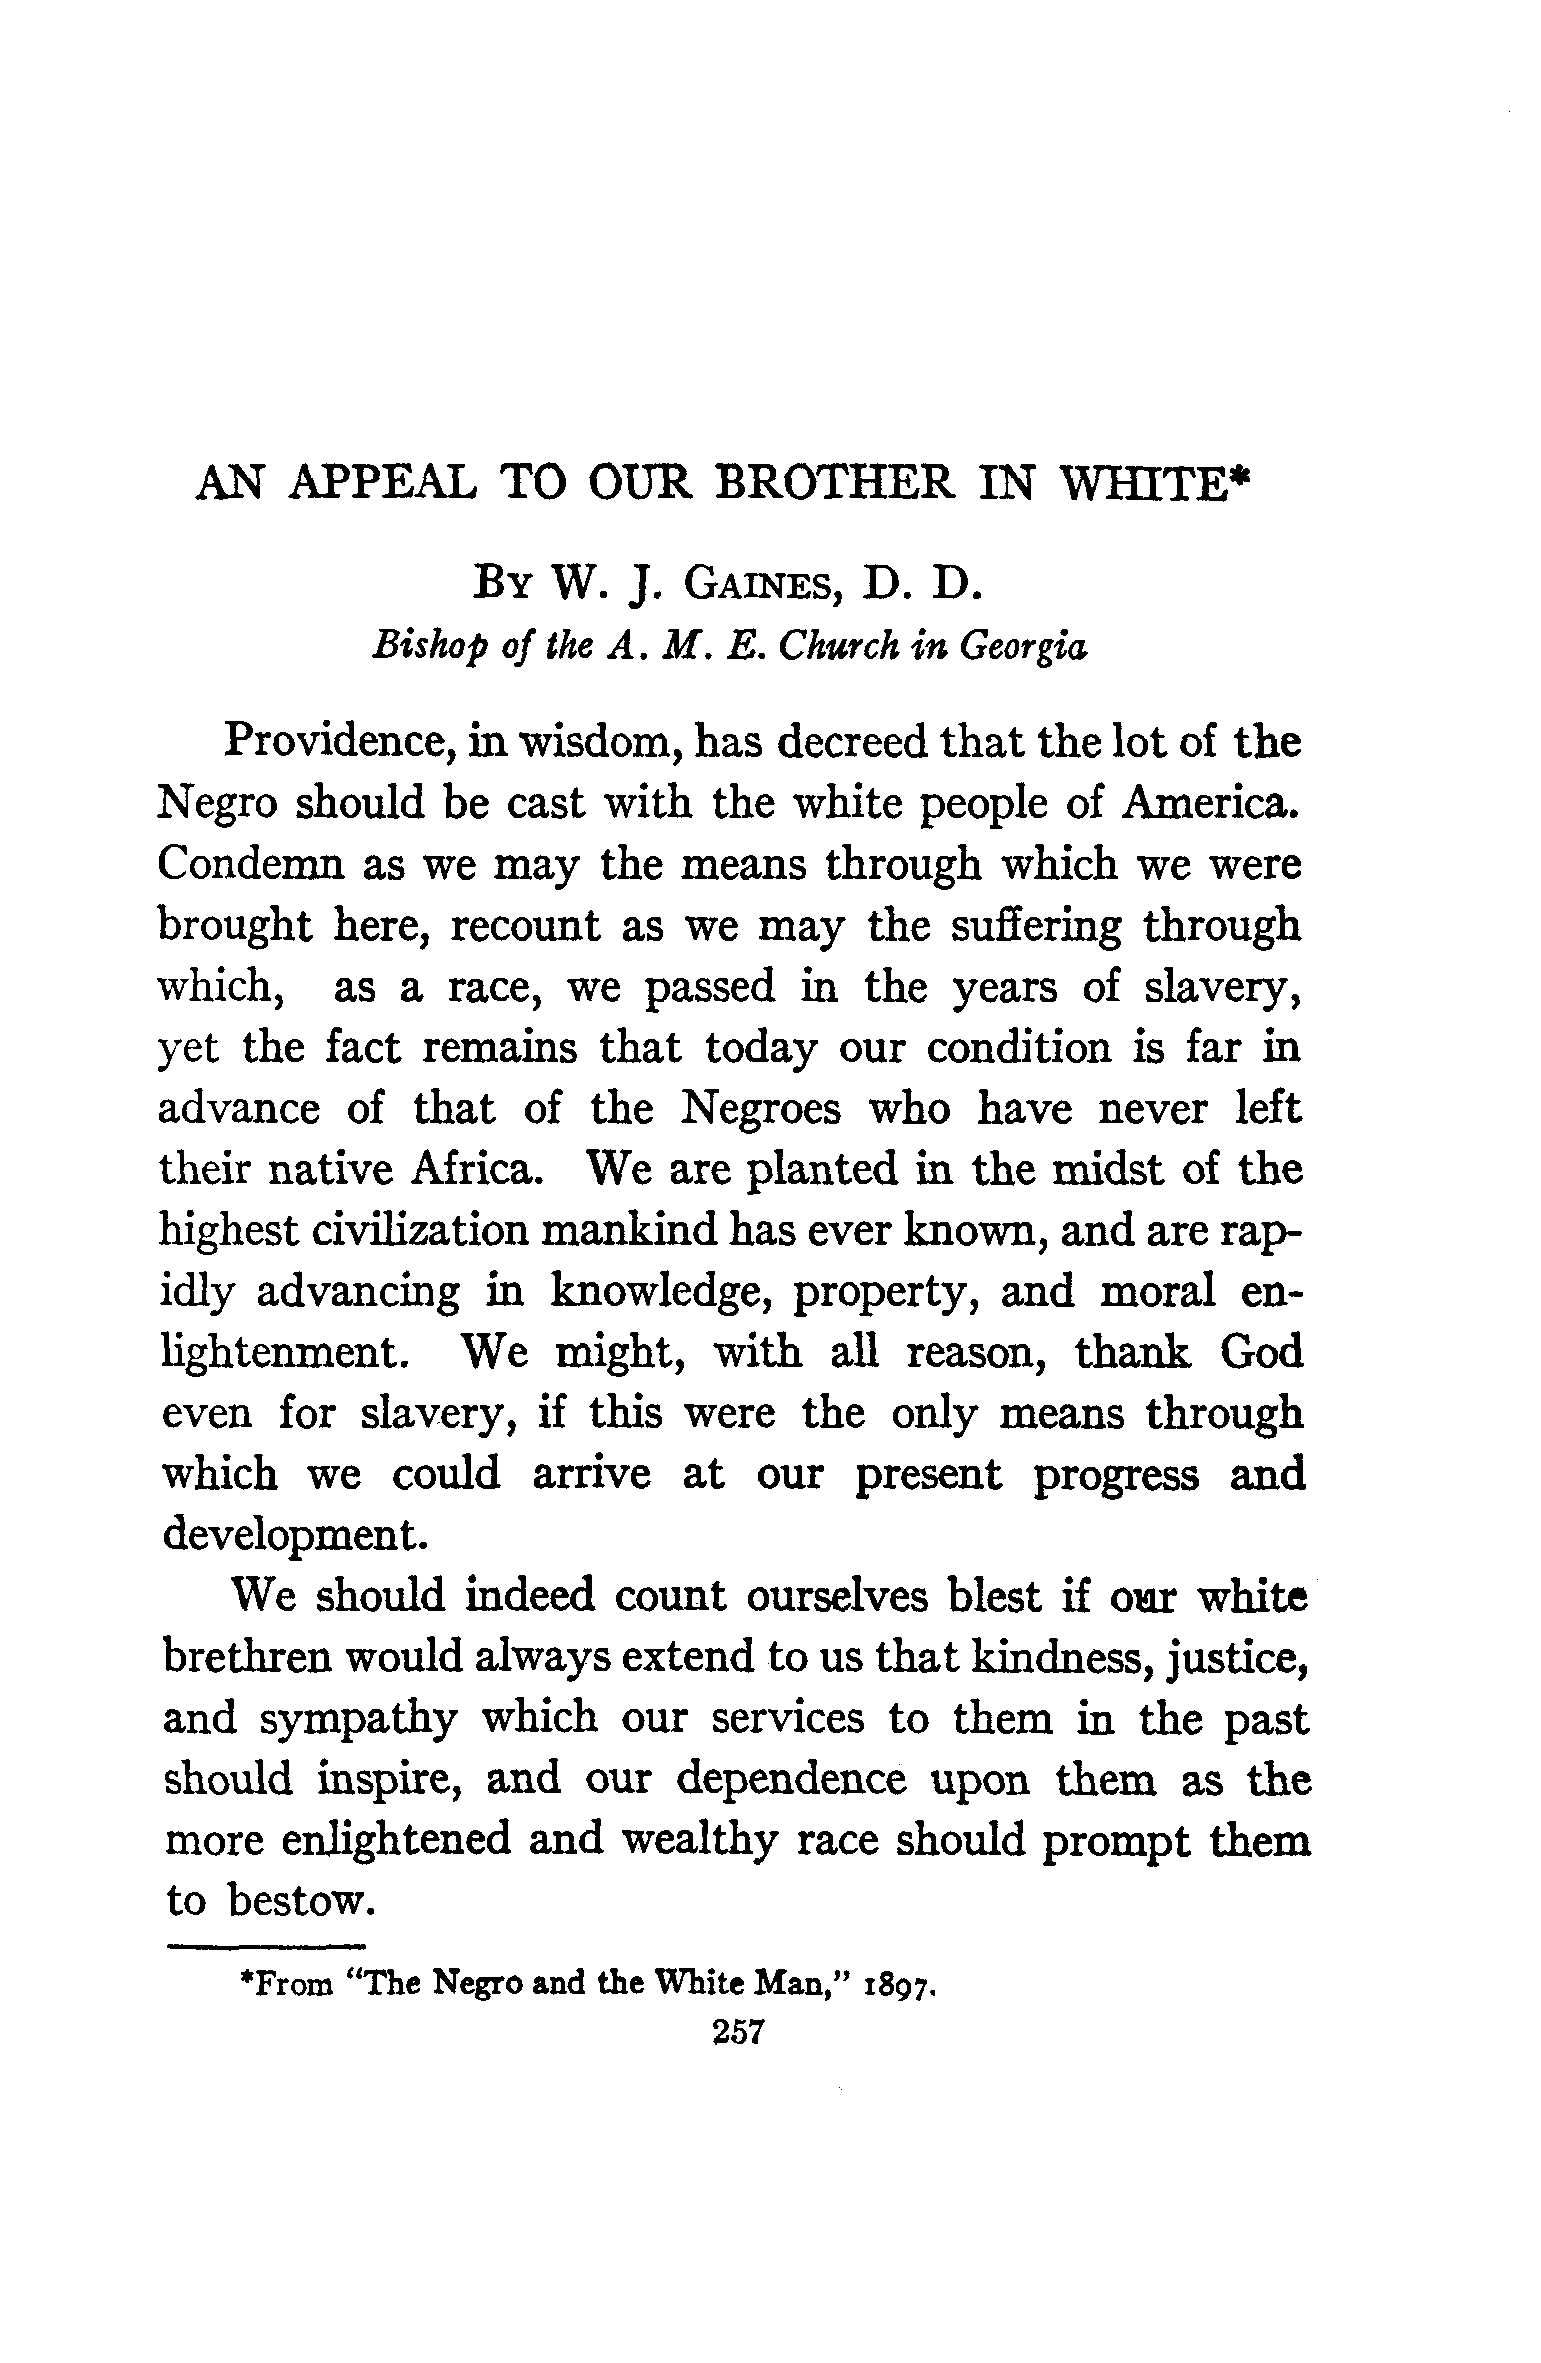 AN APPEAL TO OUR BROTHER IN WHITE*
By W. J. Gaines, D. D.
Bishop of the A. M. E. Church in Georgia
Providence, in wisdom, has decreed that the lot of the
Negro should be cast with the white people of America.
Condemn as we may the means through which we were
brought here, recount as we may the suffering through
which, as a race, we passed in the years of slavery,
yet the fact remains that today our condition is far in
advance of that of the Negroes who have never left
their native Africa. We are planted in the midst of the
highest civilization mankind has ever known, and are rap-
idly advancing in knowledge, property, and moral en-
lightenment. We might, with all reason, thank God
even for slavery, if this were the only means through
which we could arrive at our present progress and
development.
We should indeed count ourselves blest if our white
brethren would always extend to us that kindness, justice,
and sympathy which our services to them in the past
should inspire, and our dependence upon them as the
more enlightened and wealthy race should prompt them
to bestow.
*From "The Negro and the White Man," 1897.
257